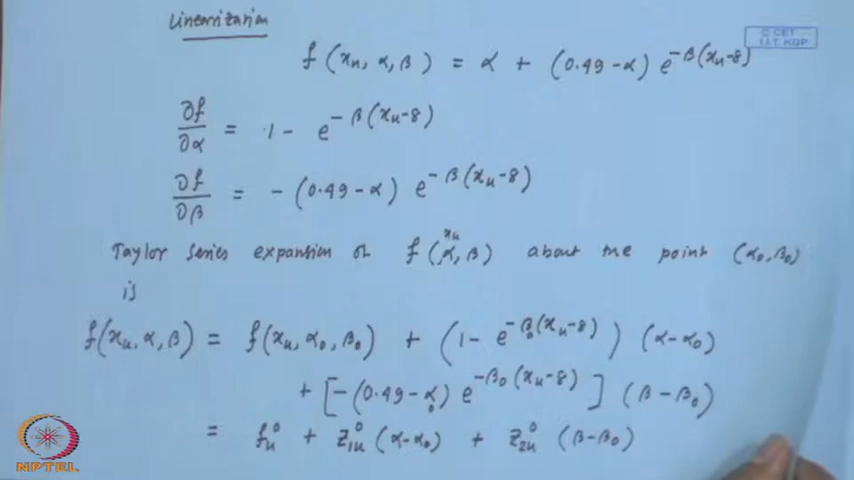 Linearization
© CET
I.I.T. KGP
f(xᵤ, α, β) = α + (0.49 - α) e^{-β(xᵤ-8)}
∂f/∂α = 1 - e^{-β(xᵤ-8)}
∂f/∂β = -(0.49 - α) e^{-β(xᵤ-8)}
Taylor series expansion of f(xᵤ, α, β) about the point (α₀, β₀)
is
f(xᵤ, α, β) = f(xᵤ, α₀, β₀) + (1 - e^{-β₀(xᵤ-8)}) (α-α₀)
+ [-(0.49 - α₀) e^{-β₀(xᵤ-8)}] (β-β₀)
= fᵤ⁰ + Z₁ᵤ⁰ (α-α₀) + Z₂ᵤ⁰ (β-β₀)
NPTEL